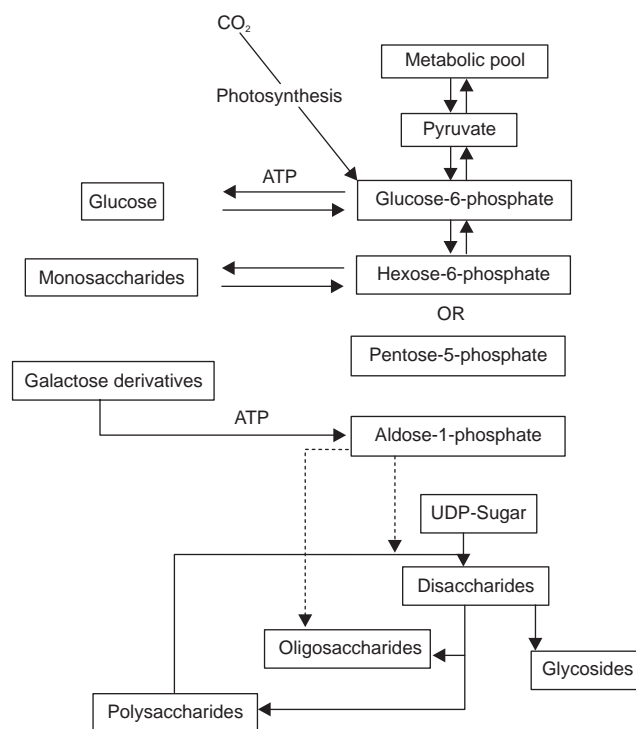 CO₂
Metabolic pool
Photosynthesis
Pyruvate
ATP
Glucose
Glucose-6-phosphate
Monosaccharides
Hexose-6-phosphate
OR
Pentose-5-phosphate
Galactose derivatives
ATP
Aldose-1-phosphate
UDP-Sugar
Disaccharides
Oligosaccharides
Glycosides
Polysaccharides